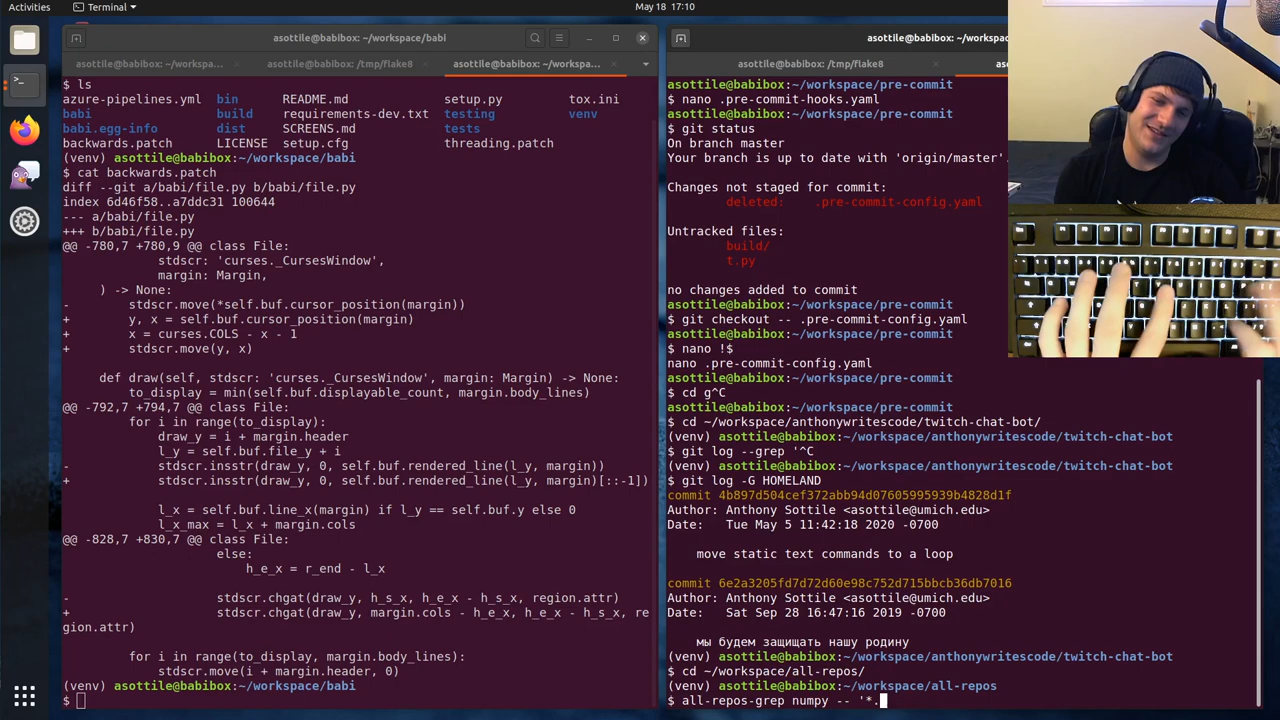 Activities
Terminal
May 18 17:10
asottile@babibox: ~/workspace/babi
asottile@babibox: ~/workspa...
asottile@babibox: /tmp/flake8
asottile@babibox: ~/workspa...
$ ls
azure-pipelines.yml bin README.md setup.py tox.ini
babi build requirements-dev.txt testing venv
babi.egg-info dist SCREENS.md tests
backwards.patch LICENSE setup.cfg threading.patch
(venv) asottile@babibox:~/workspace/babi
$ cat backwards.patch
diff --git a/babi/file.py b/babi/file.py
index 6d46f58..a7ddc31 100644
--- a/babi/file.py
+++ b/babi/file.py
@@ -780,7 +780,9 @@ class File:
stdscr: 'curses._CursesWindow',
margin: Margin,
) -> None:
- stdscr.move(*self.buf.cursor_position(margin))
+ y, x = self.buf.cursor_position(margin)
+ x = curses.COLS - x - 1
+ stdscr.move(y, x)
def draw(self, stdscr: 'curses._CursesWindow', margin: Margin) -> None:
to_display = min(self.buf.displayable_count, margin.body_lines)
@@ -792,7 +794,7 @@ class File:
for i in range(to_display):
draw_y = i + margin.header
l_y = self.buf.file_y + i
- stdscr.insstr(draw_y, 0, self.buf.rendered_line(l_y, margin))
+ stdscr.insstr(draw_y, 0, self.buf.rendered_line(l_y, margin)[::-1])
l_x = self.buf.line_x(margin) if l_y == self.buf.y else 0
l_x_max = l_x + margin.cols
@@ -828,7 +830,7 @@ class File:
else:
h_e_x = r_end - l_x
- stdscr.chgat(draw_y, h_s_x, h_e_x - h_s_x, region.attr)
+ stdscr.chgat(draw_y, margin.cols - h_e_x, h_e_x - h_s_x, re
gion.attr)
for i in range(to_display, margin.body_lines):
stdscr.move(i + margin.header, 0)
(venv) asottile@babibox:~/workspace/babi
$
asottile@babibox: ~/w
asottile@babibox: /tmp/flake8
aso
asottile@babibox:~/workspace/pre-commit
$ nano .pre-commit-hooks.yaml
asottile@babibox:~/workspace/pre-commit
$ git status
On branch master
Your branch is up to date with 'origin/master'.
Changes not staged for commit:
deleted: .pre-commit-config.yaml
Untracked files:
build/
t.py
no changes added to commit
asottile@babibox:~/workspace/pre-commit
$ git checkout -- .pre-commit-config.yaml
asottile@babibox:~/workspace/pre-commit
$ nano !$
nano .pre-commit-config.yaml
asottile@babibox:~/workspace/pre-commit
$ cd g^C
asottile@babibox:~/workspace/pre-commit
$ cd ~/workspace/anthonywritescode/twitch-chat-bot/
(venv) asottile@babibox:~/workspace/anthonywritescode/twitch-chat-bot
$ git log --grep '^C
(venv) asottile@babibox:~/workspace/anthonywritescode/twitch-chat-bot
$ git log -G HOMELAND
commit 4b897d504cef372abb94d07605995939b4828d1f
Author: Anthony Sottile <asottile@umich.edu>
Date: Tue May 5 11:42:18 2020 -0700
move static text commands to a loop
commit 6e2a3205fd7d72d60e98c752d715bbcb36db7016
Author: Anthony Sottile <asottile@umich.edu>
Date: Sat Sep 28 16:47:16 2019 -0700
мы будем защищать нашу родину
(venv) asottile@babibox:~/workspace/anthonywritescode/twitch-chat-bot
$ cd ~/workspace/all-repos/
(venv) asottile@babibox:~/workspace/all-repos
$ all-repos-grep numpy -- '*.